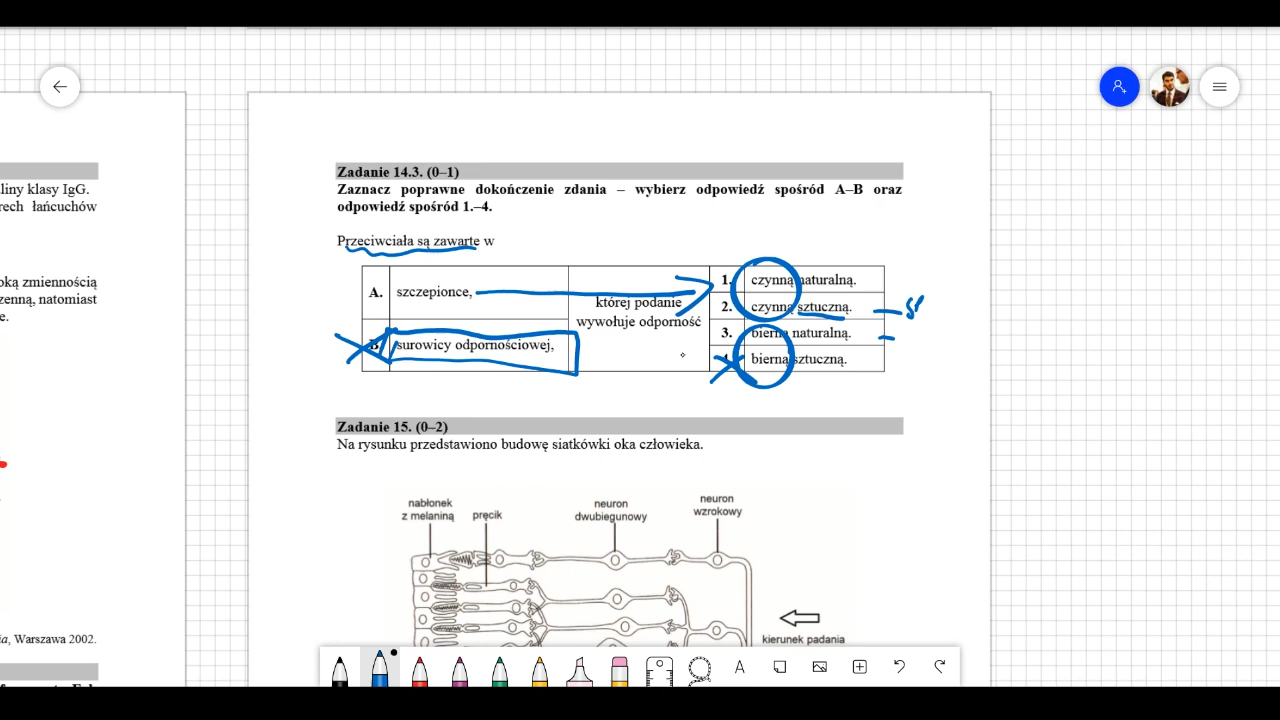 liny klasy IgG.
rech łańcuchów
oką zmiennością
zenną, natomiast
e.
ia, Warszawa 2002.
Zadanie 14.3. (0–1)
Zaznacz poprawne dokończenie zdania – wybierz odpowiedź spośród A–B oraz
odpowiedź spośród 1.–4.
Przeciwciała są zawarte w
A. szczepionce,
B. surowicy odpornościowej,
której podanie
wywołuje odporność
1. czynną naturalną.
2. czynną sztuczną.
3. bierną naturalną.
4. bierną sztuczną.
Zadanie 15. (0–2)
Na rysunku przedstawiono budowę siatkówki oka człowieka.
nabłonek
z melaniną
pręcik
neuron
dwubiegunowy
neuron
wzrokowy
kierunek padania
A